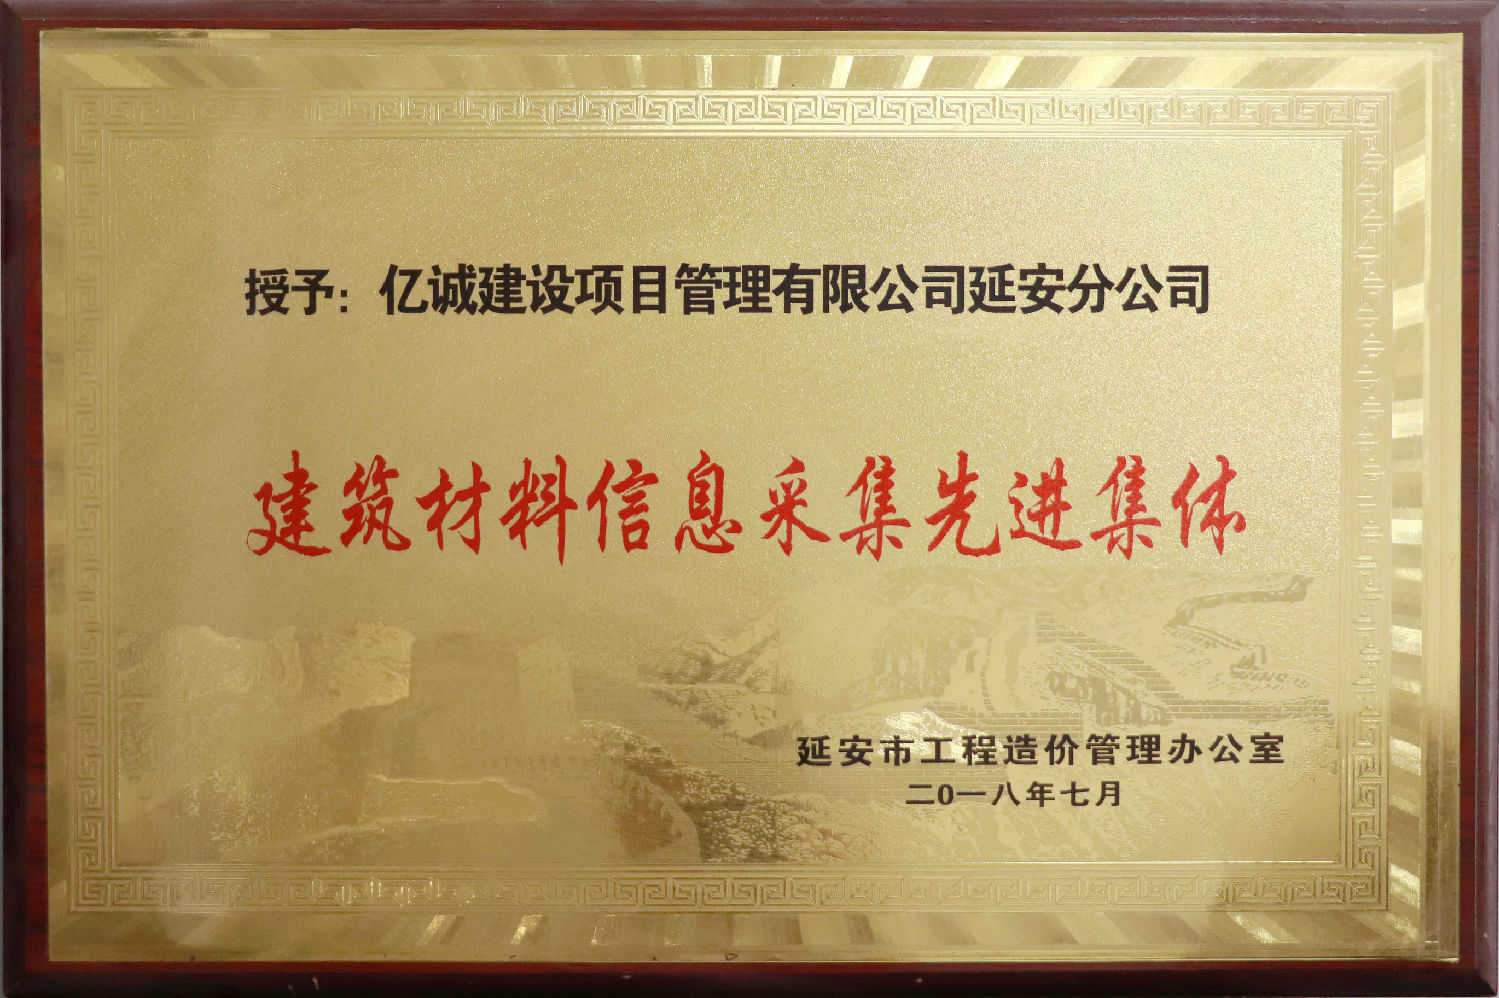 授予：亿诚建设项目管理有限公司延安分公司
建筑材料信息采集先进集体
延安市工程造价管理办公室
二0一八年七月